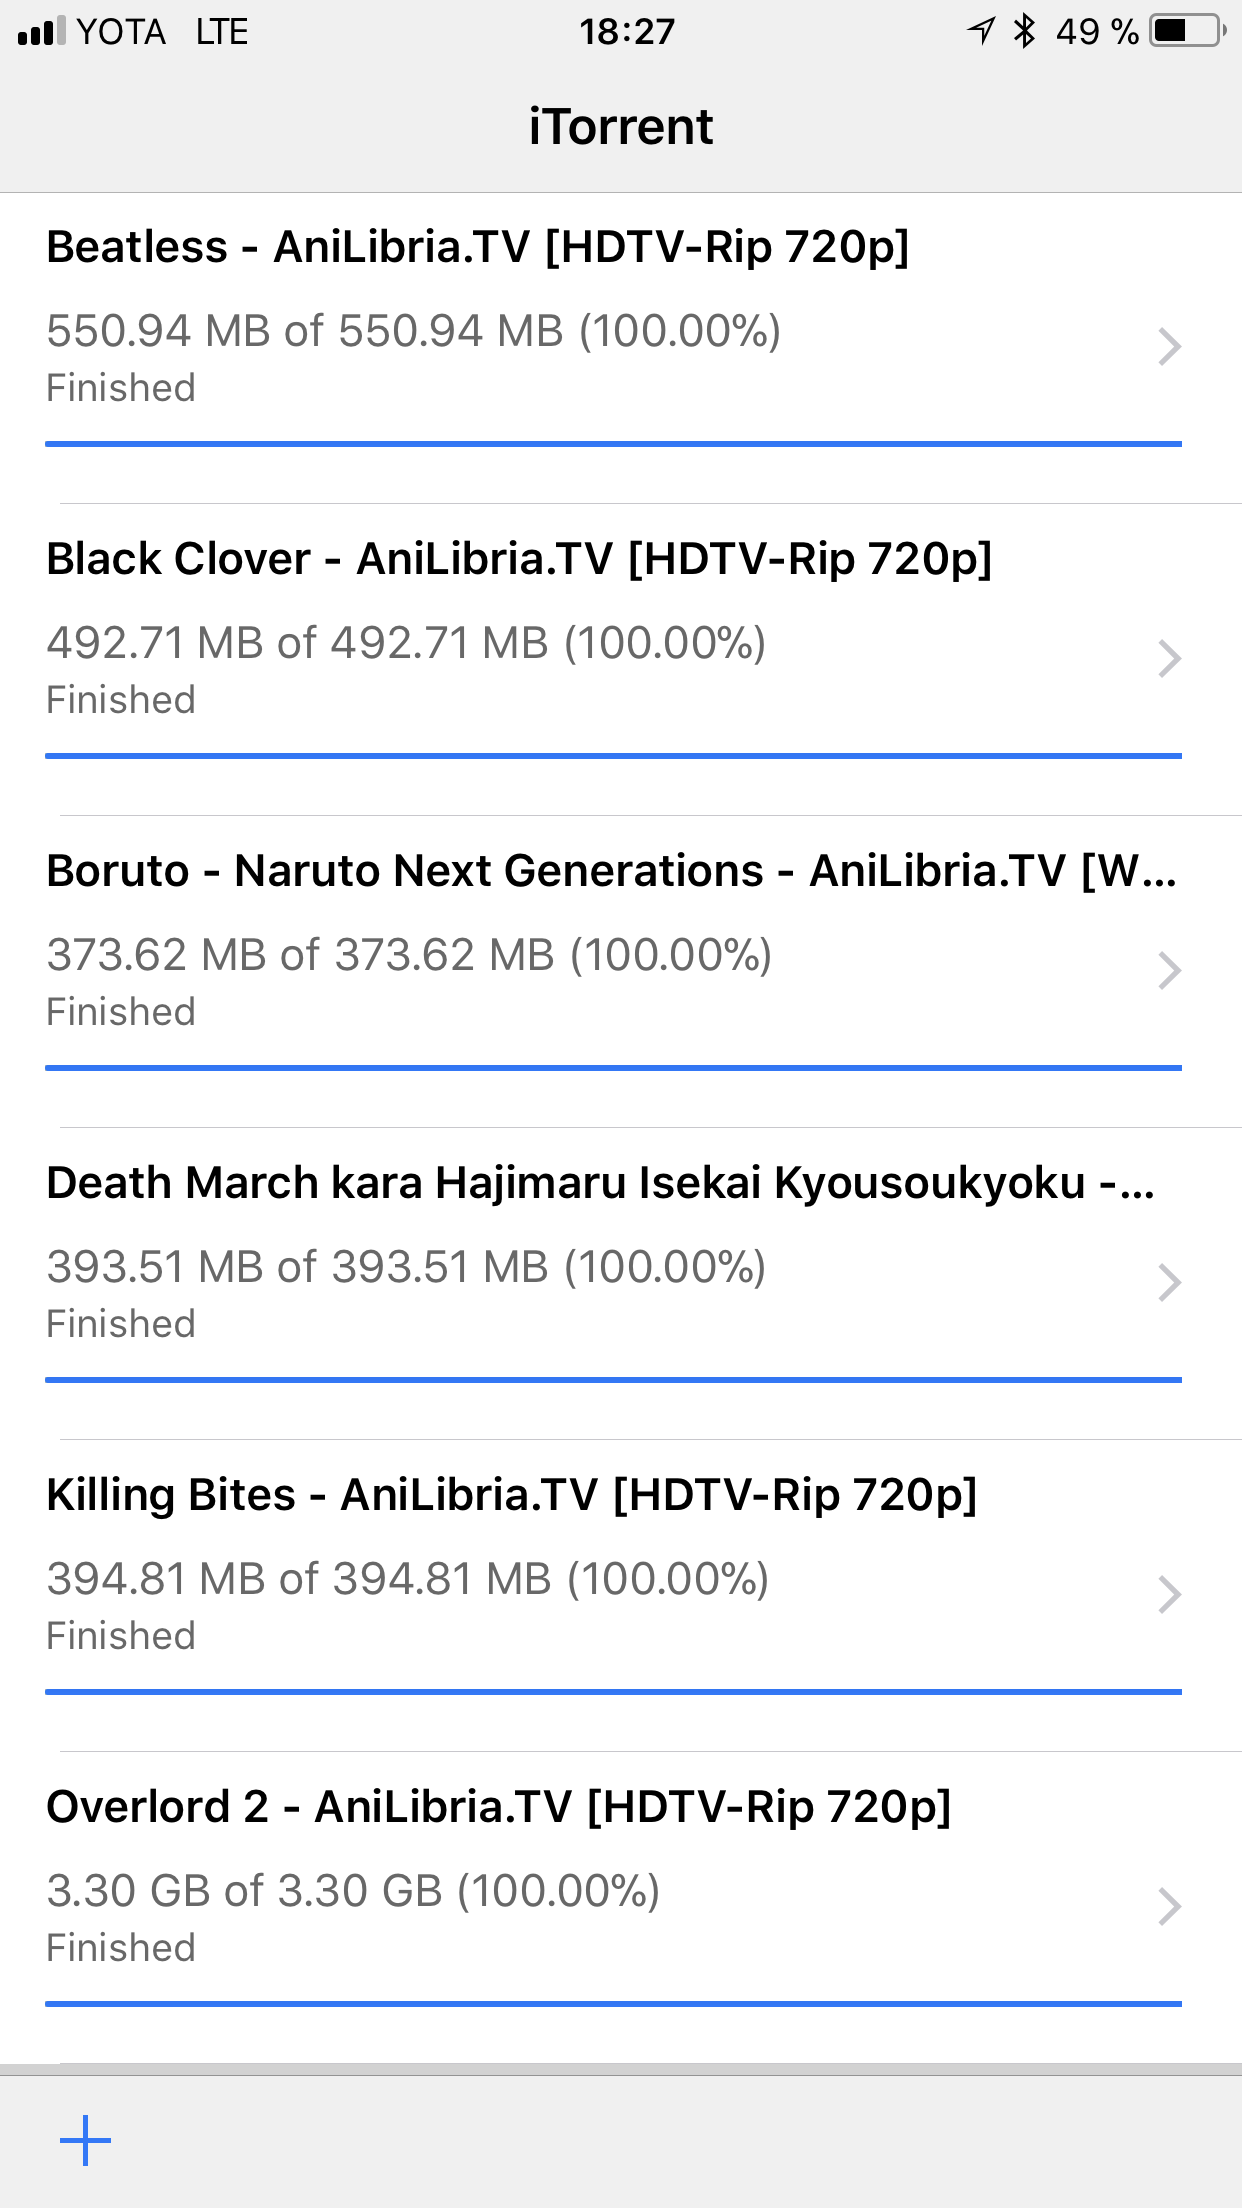 YOTA LTE 18:27 49 %
iTorrent
Beatless - AniLibria.TV [HDTV-Rip 720p]
550.94 MB of 550.94 MB (100.00%)
Finished
Black Clover - AniLibria.TV [HDTV-Rip 720p]
492.71 MB of 492.71 MB (100.00%)
Finished
Boruto - Naruto Next Generations - AniLibria.TV [W...
373.62 MB of 373.62 MB (100.00%)
Finished
Death March kara Hajimaru Isekai Kyousoukyoku -...
393.51 MB of 393.51 MB (100.00%)
Finished
Killing Bites - AniLibria.TV [HDTV-Rip 720p]
394.81 MB of 394.81 MB (100.00%)
Finished
Overlord 2 - AniLibria.TV [HDTV-Rip 720p]
3.30 GB of 3.30 GB (100.00%)
Finished